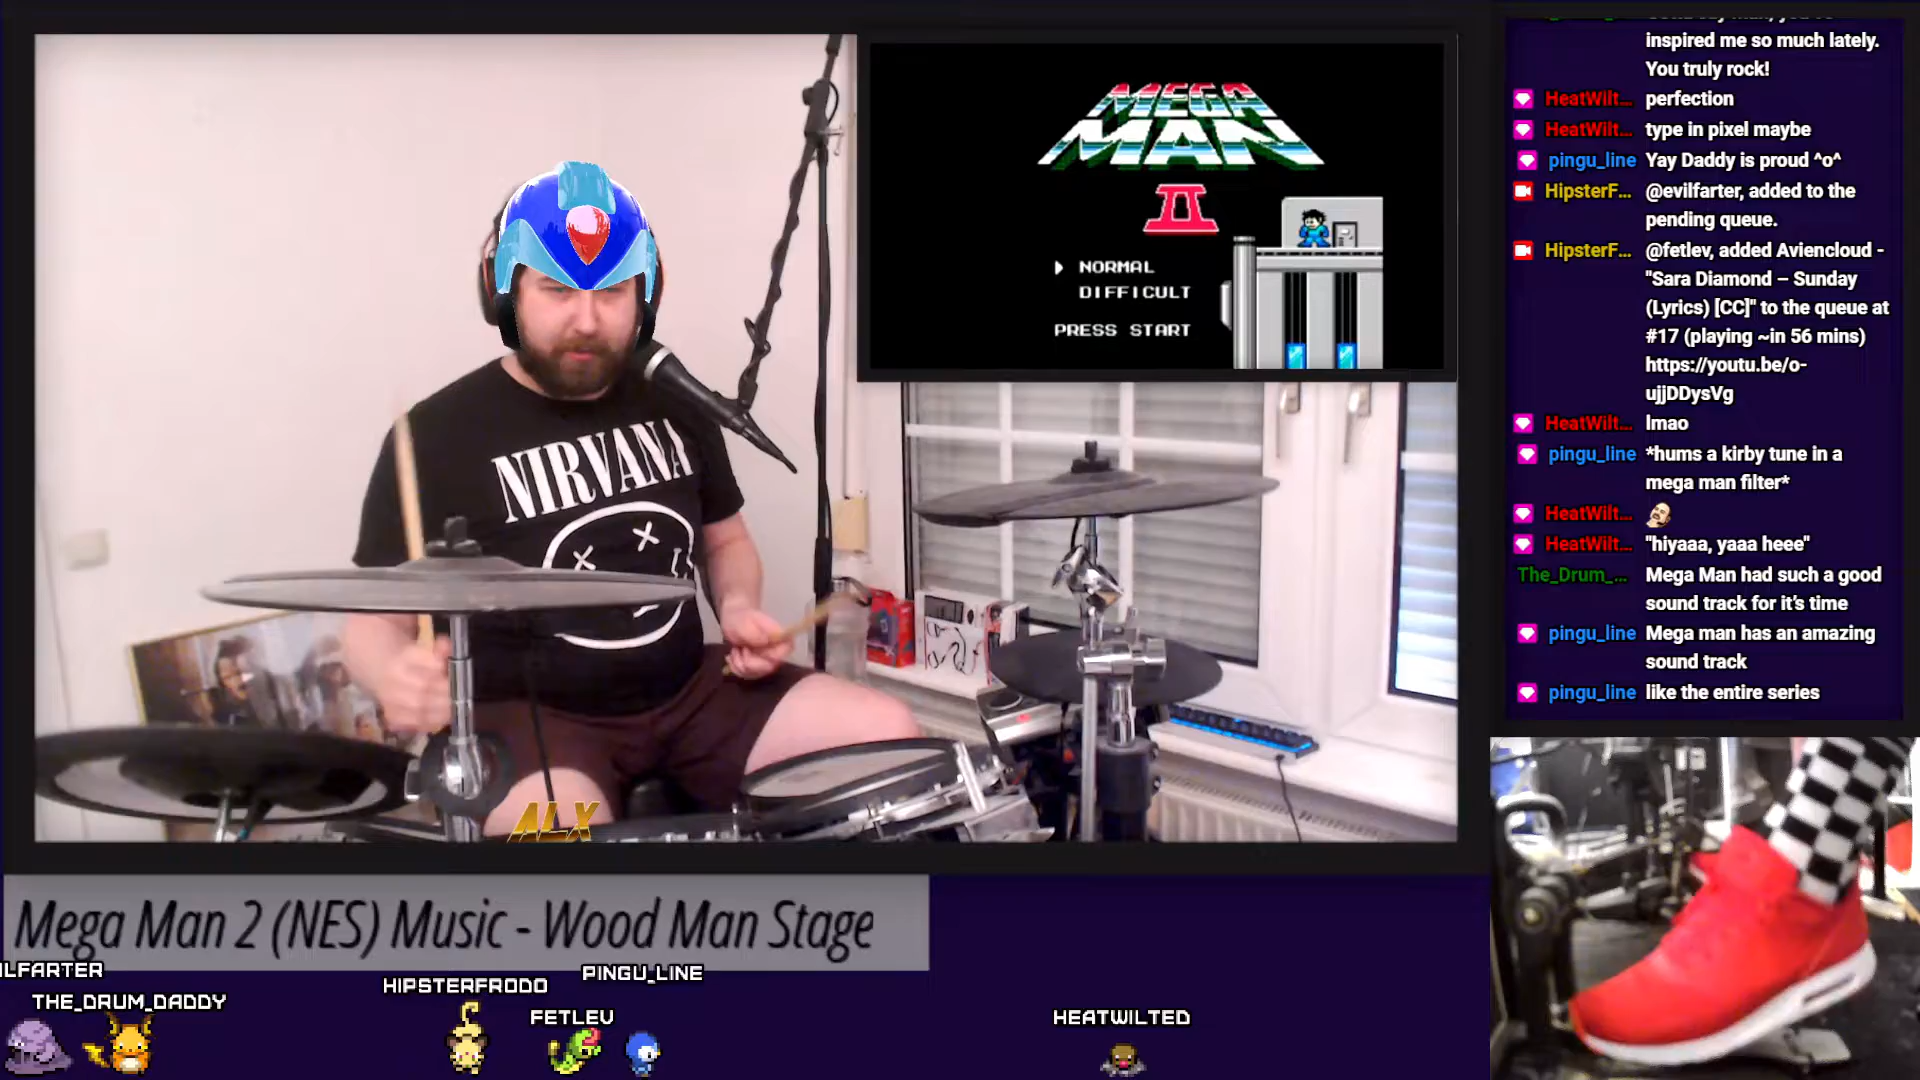 MEGA
MAN
II
NORMAL
DIFFICULT
PRESS START
NIRVANA
ALX
inspired me so much lately.
You truly rock!
HeatWilt... perfection
HeatWilt... type in pixel maybe
pingu_line Yay Daddy is proud ^o^
HipsterF... @evilfarter, added to the
pending queue.
HipsterF... @fetlev, added Aviencloud -
"Sara Diamond – Sunday
(Lyrics) [CC]" to the queue at
#17 (playing ~in 56 mins)
https://youtu.be/o-
ujjDDysVg
HeatWilt... lmao
pingu_line *hums a kirby tune in a
mega man filter*
HeatWilt...
HeatWilt... "hiyaaa, yaaa heee"
The_Drum_... Mega Man had such a good
sound track for it's time
pingu_line Mega man has an amazing
sound track
pingu_line like the entire series
Mega Man 2 (NES) Music - Wood Man Stage
ILFARTER
THE_DRUM_DADDY
HIPSTERFRODO
PINGU_LINE
FETLEV
HEATWILTED